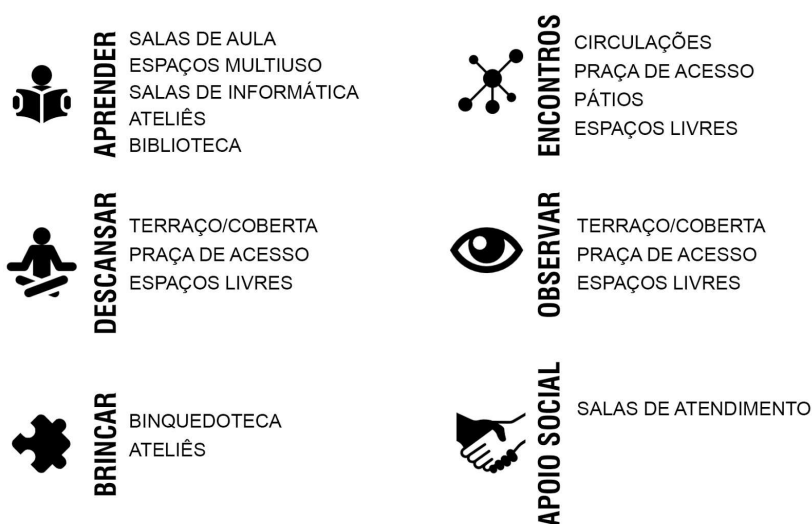 APRENDER
SALAS DE AULA
ESPAÇOS MULTIUSO
SALAS DE INFORMÁTICA
ATELIÊS
BIBLIOTECA
ENCONTROS
CIRCULAÇÕES
PRAÇA DE ACESSO
PÁTIOS
ESPAÇOS LIVRES
DESCANSAR
TERRAÇO/COBERTA
PRAÇA DE ACESSO
ESPAÇOS LIVRES
OBSERVAR
TERRAÇO/COBERTA
PRAÇA DE ACESSO
ESPAÇOS LIVRES
BRINCAR
BINQUEDOTECA
ATELIÊS
APOIO SOCIAL
SALAS DE ATENDIMENTO